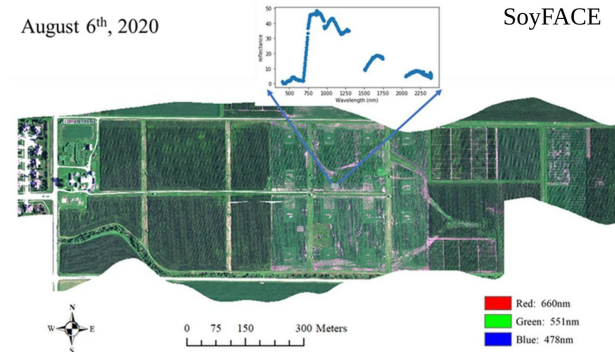 August 6th, 2020
SoyFACE
50
40
30
20
10
0
reflectance
500 750 1000 1250 1500 1750 2000 2250
Wavelength (nm)
N
W E
S
0 75 150 300 Meters
Red: 660nm
Green: 551nm
Blue: 478nm